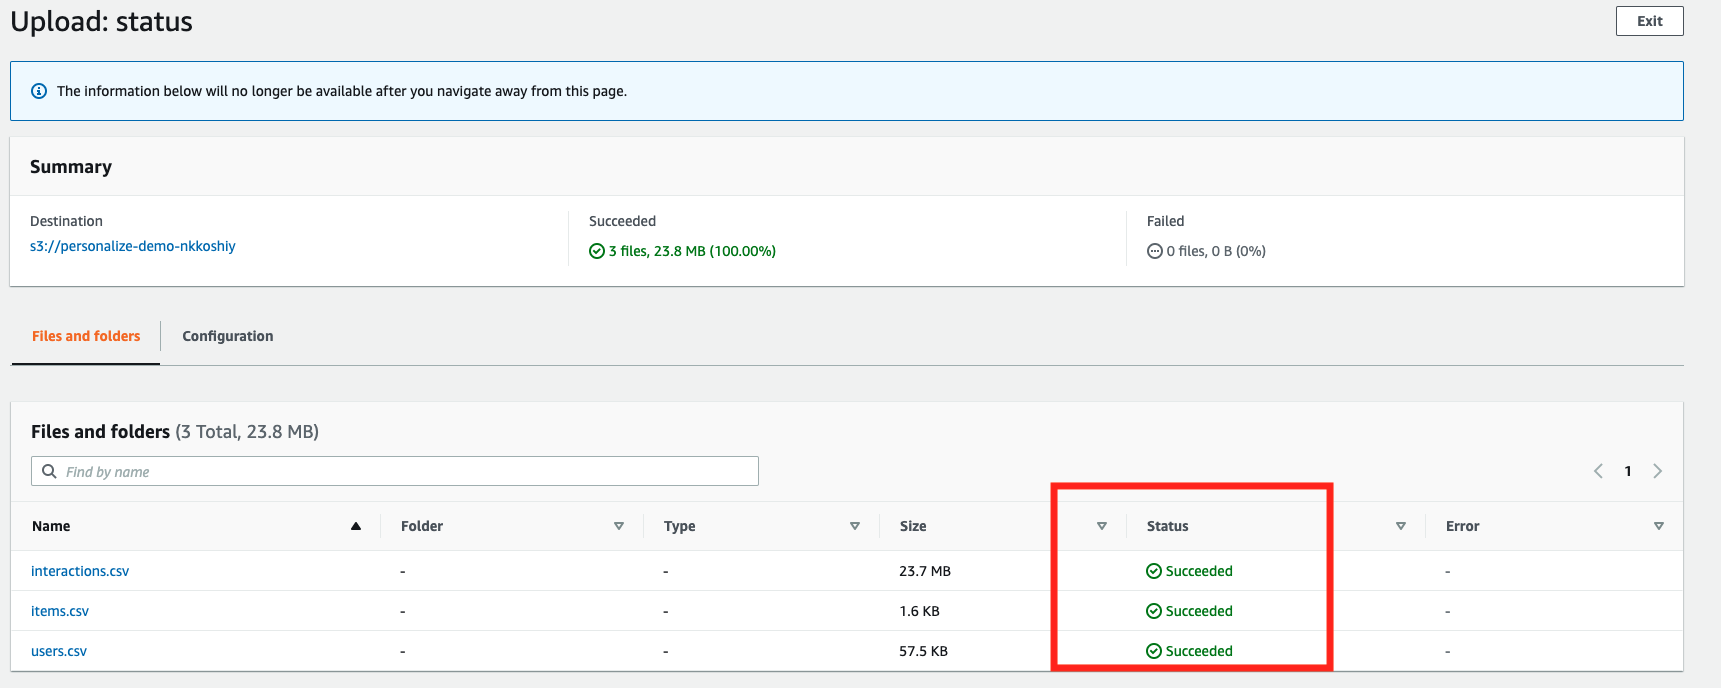 Upload: status
Exit
The information below will no longer be available after you navigate away from this page.
Summary
Destination
Succeeded
Failed
s3://personalize-demo-nkkoshiy
3 files, 23.8 MB (100.00%)
0 files, 0 B (0%)
Files and folders
Configuration
Files and folders (3 Total, 23.8 MB)
Find by name
1
Name Folder Type Size Status Error
interactions.csv - - 23.7 MB Succeeded -
items.csv - - 1.6 KB Succeeded -
users.csv - - 57.5 KB Succeeded -